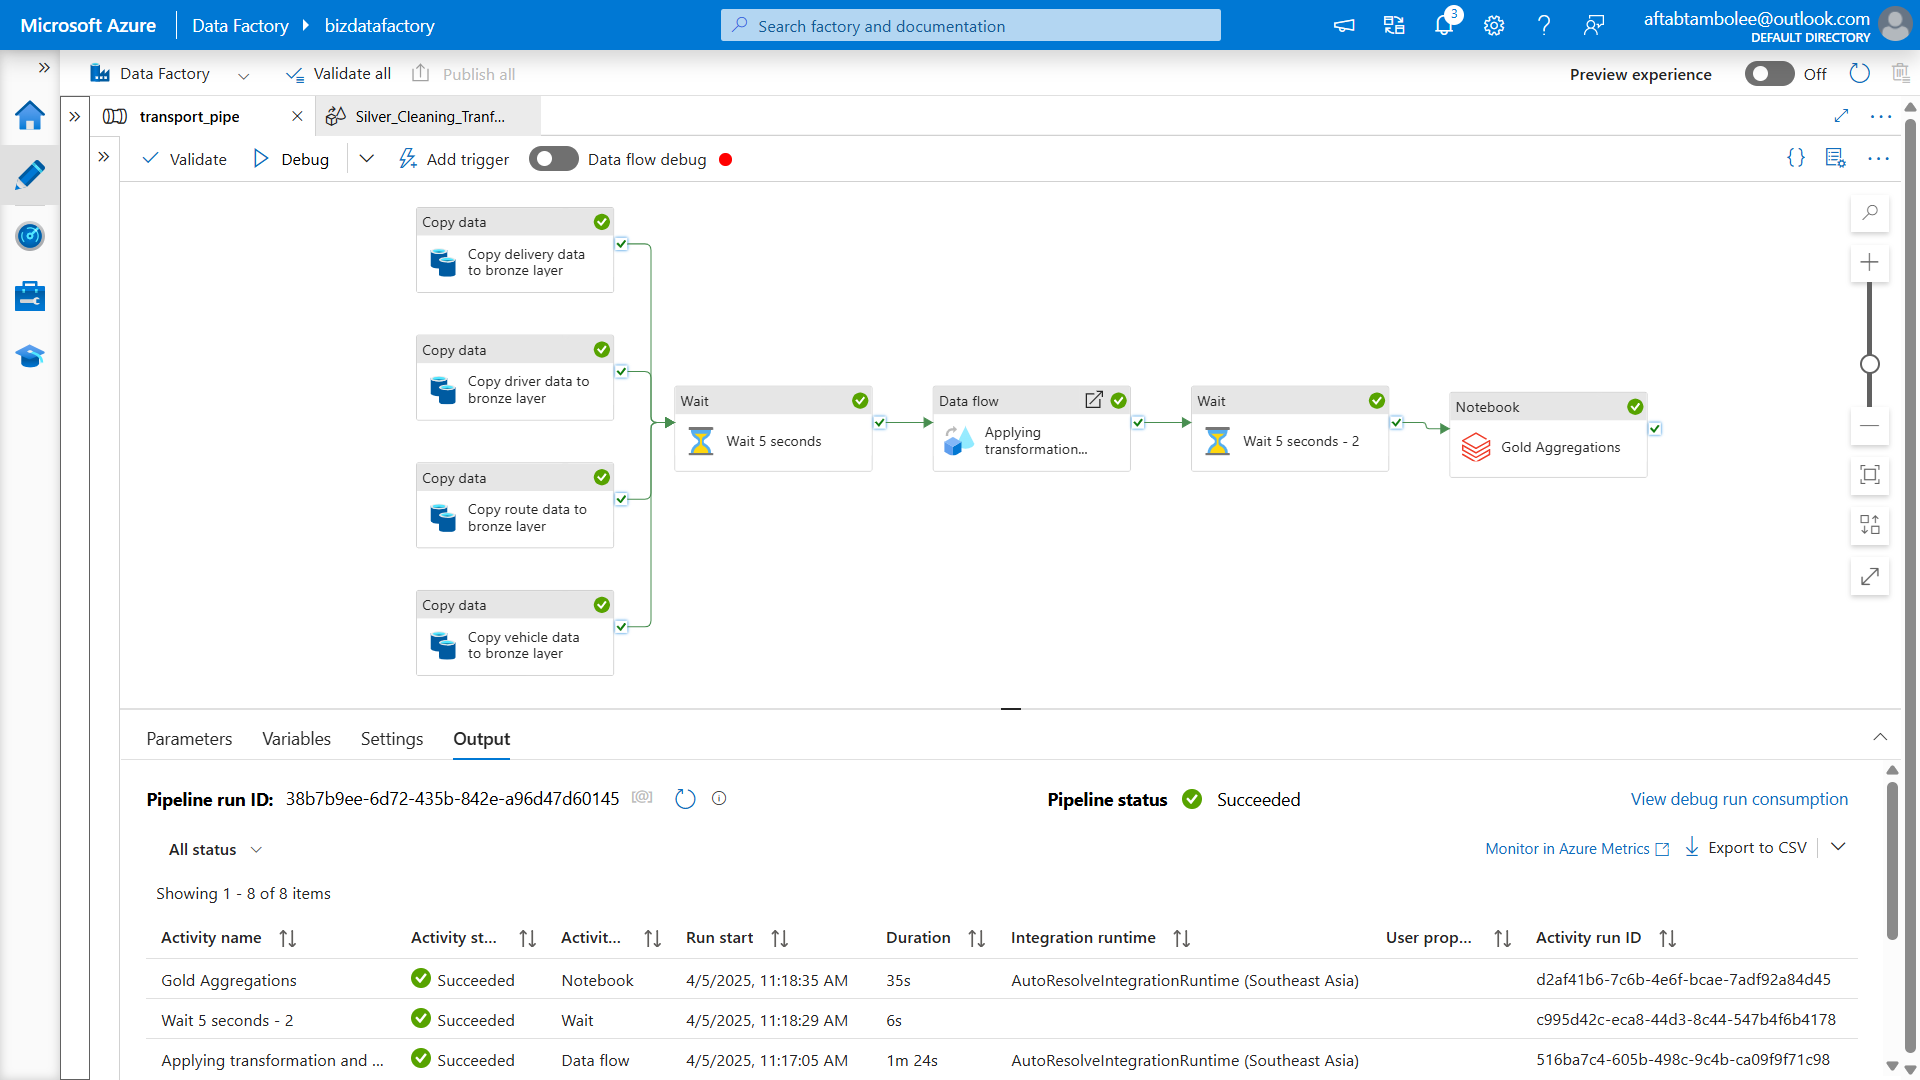 Microsoft Azure
Data Factory
bizdatafactory
Search factory and documentation
3
aftabtambolee@outlook.com
DEFAULT DIRECTORY
Data Factory
Validate all
Publish all
Preview experience
Off
transport_pipe
Silver_Cleaning_Tranf...
Validate
Debug
Add trigger
Data flow debug
Copy data
Copy delivery data
to bronze layer
Copy data
Copy driver data to
bronze layer
Copy data
Copy route data to
bronze layer
Copy data
Copy vehicle data
to bronze layer
Wait
Wait 5 seconds
Data flow
Applying
transformation...
Wait
Wait 5 seconds - 2
Notebook
Gold Aggregations
Parameters
Variables
Settings
Output
Pipeline run ID: 38b7b9ee-6d72-435b-842e-a96d47d60145
Pipeline status
Succeeded
View debug run consumption
All status
Monitor in Azure Metrics
Export to CSV
Showing 1 - 8 of 8 items
Activity name Activity st... Activit... Run start Duration Integration runtime User prop... Activity run ID
Gold Aggregations Succeeded Notebook 4/5/2025, 11:18:35 AM 35s AutoResolveIntegrationRuntime (Southeast Asia) d2af41b6-7c6b-4e6f-bcae-7adf92a84d45
Wait 5 seconds - 2 Succeeded Wait 4/5/2025, 11:18:29 AM 6s c995d42c-eca8-44d3-8c44-547b4f6b4178
Applying transformation and ... Succeeded Data flow 4/5/2025, 11:17:05 AM 1m 24s AutoResolveIntegrationRuntime (Southeast Asia) 516ba7c4-605b-498c-9c4b-ca09f9f71c98